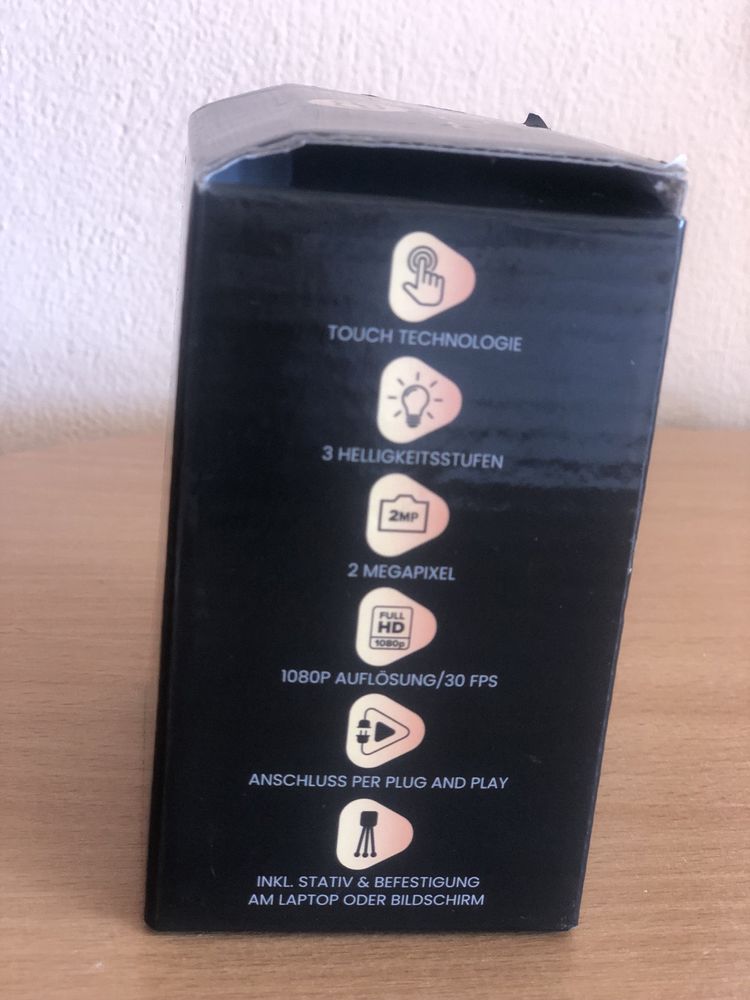 TOUCH TECHNOLOGIE
3 HELLIGKEITSSTUFEN
2MP
2 MEGAPIXEL
FULL
HD
1080p
1080P AUFLÖSUNG/30 FPS
ANSCHLUSS PER PLUG AND PLAY
INKL. STATIV & BEFESTIGUNG
AM LAPTOP ODER BILDSCHIRM